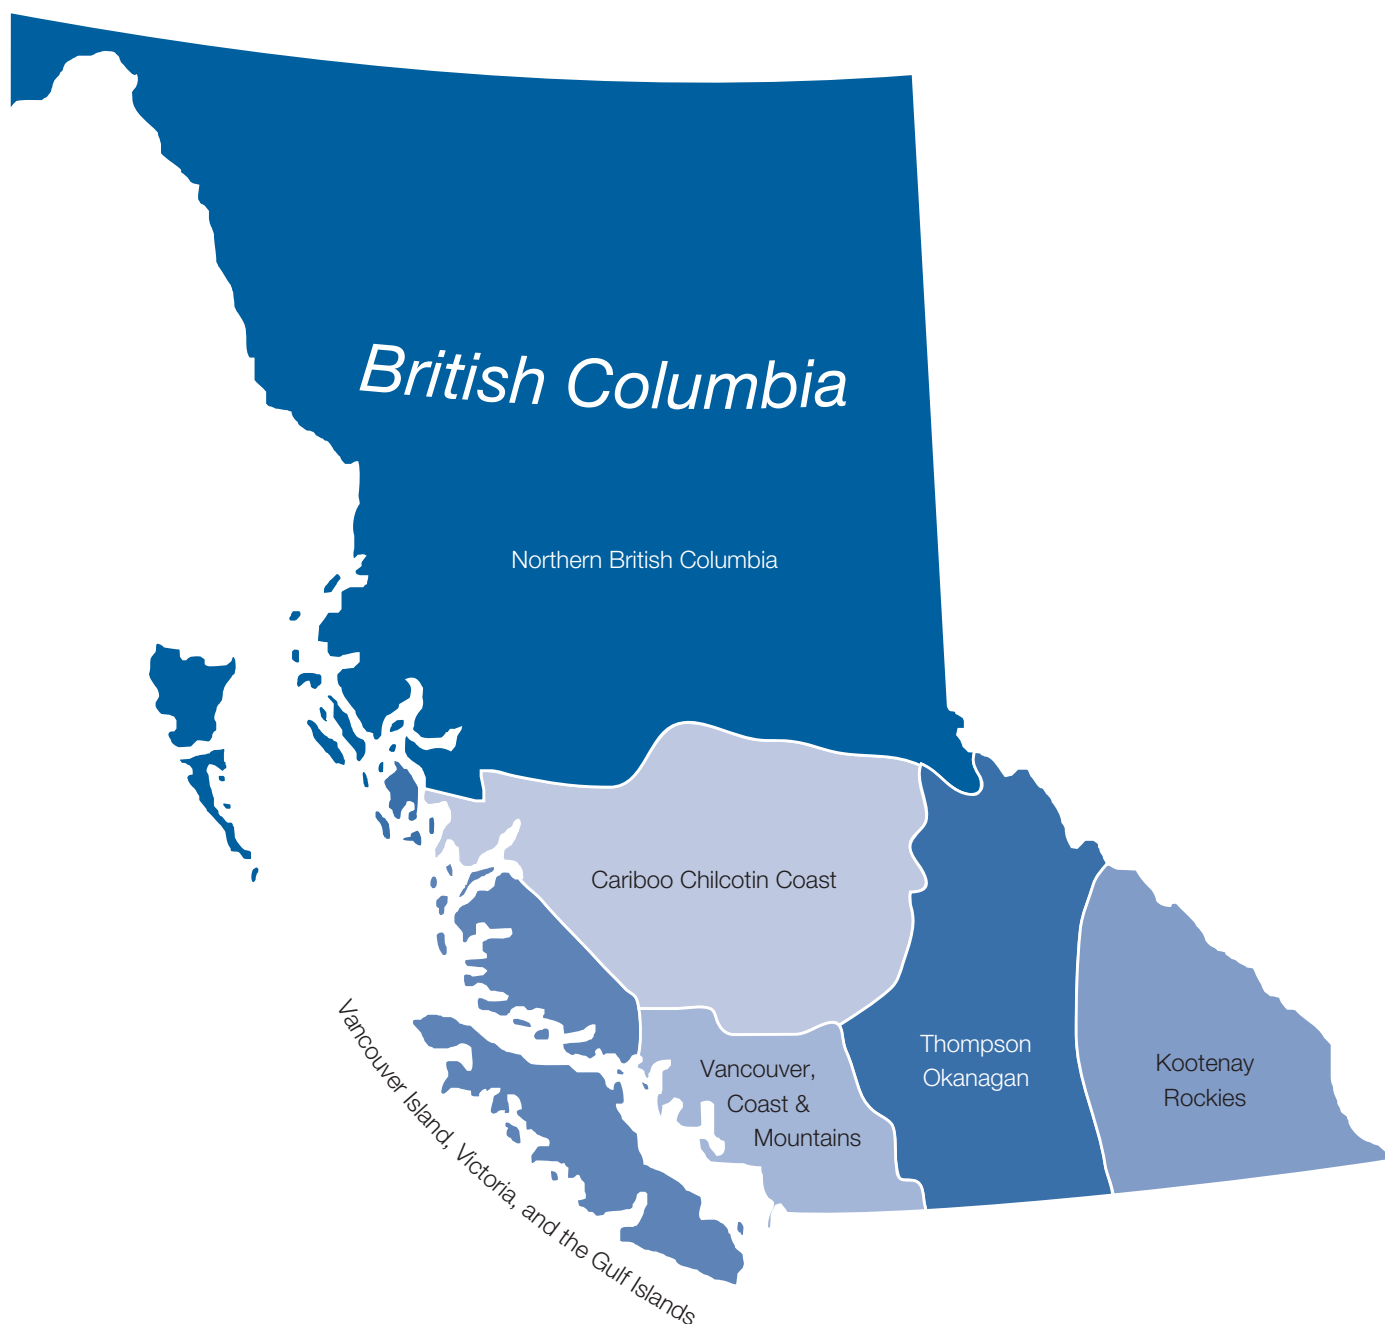 British Columbia
Northern British Columbia
Cariboo Chilcotin Coast
Thompson
Okanagan
Kootenay
Rockies
Vancouver,
Coast &
Mountains
Vancouver Island, Victoria, and the Gulf Islands